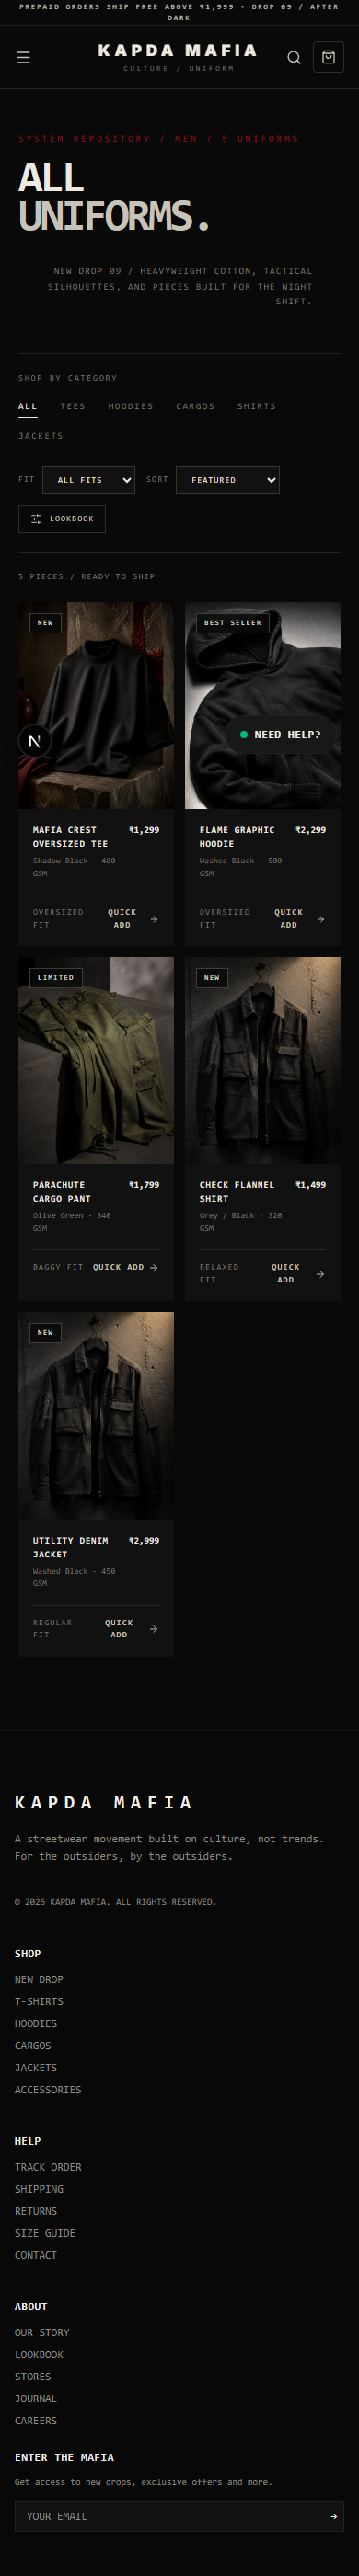 PREPAID ORDERS SHIP FREE ABOVE ₹1,999 · DROP 09 / AFTER
DARK
KAPDA MAFIA
CULTURE / UNIFORM
SYSTEM REPOSITORY / MEN / 5 UNIFORMS
ALL
UNIFORMS.
NEW DROP 09 / HEAVYWEIGHT COTTON, TACTICAL
SILHOUETTES, AND PIECES BUILT FOR THE NIGHT
SHIFT.
SHOP BY CATEGORY
ALL TEES HOODIES CARGOS SHIRTS
JACKETS
FIT ALL FITS SORT FEATURED
LOOKBOOK
5 PIECES / READY TO SHIP
NEW
N
MAFIA CREST ₹1,299
OVERSIZED TEE
Shadow Black · 400
GSM
OVERSIZED QUICK
FIT ADD →
BEST SELLER
NEED HELP?
FLAME GRAPHIC ₹2,299
HOODIE
Washed Black · 500
GSM
OVERSIZED QUICK
FIT ADD →
LIMITED
PARACHUTE ₹1,799
CARGO PANT
Olive Green · 340
GSM
BAGGY FIT QUICK ADD →
NEW
CHECK FLANNEL ₹1,499
SHIRT
Grey / Black · 320
GSM
RELAXED QUICK
FIT ADD →
NEW
UTILITY DENIM ₹2,999
JACKET
Washed Black · 450
GSM
REGULAR QUICK
FIT ADD →
KAPDA MAFIA
A streetwear movement built on culture, not trends.
For the outsiders, by the outsiders.
© 2026 KAPDA MAFIA. ALL RIGHTS RESERVED.
SHOP
NEW DROP
T-SHIRTS
HOODIES
CARGOS
JACKETS
ACCESSORIES
HELP
TRACK ORDER
SHIPPING
RETURNS
SIZE GUIDE
CONTACT
ABOUT
OUR STORY
LOOKBOOK
STORES
JOURNAL
CAREERS
ENTER THE MAFIA
Get access to new drops, exclusive offers and more.
YOUR EMAIL →